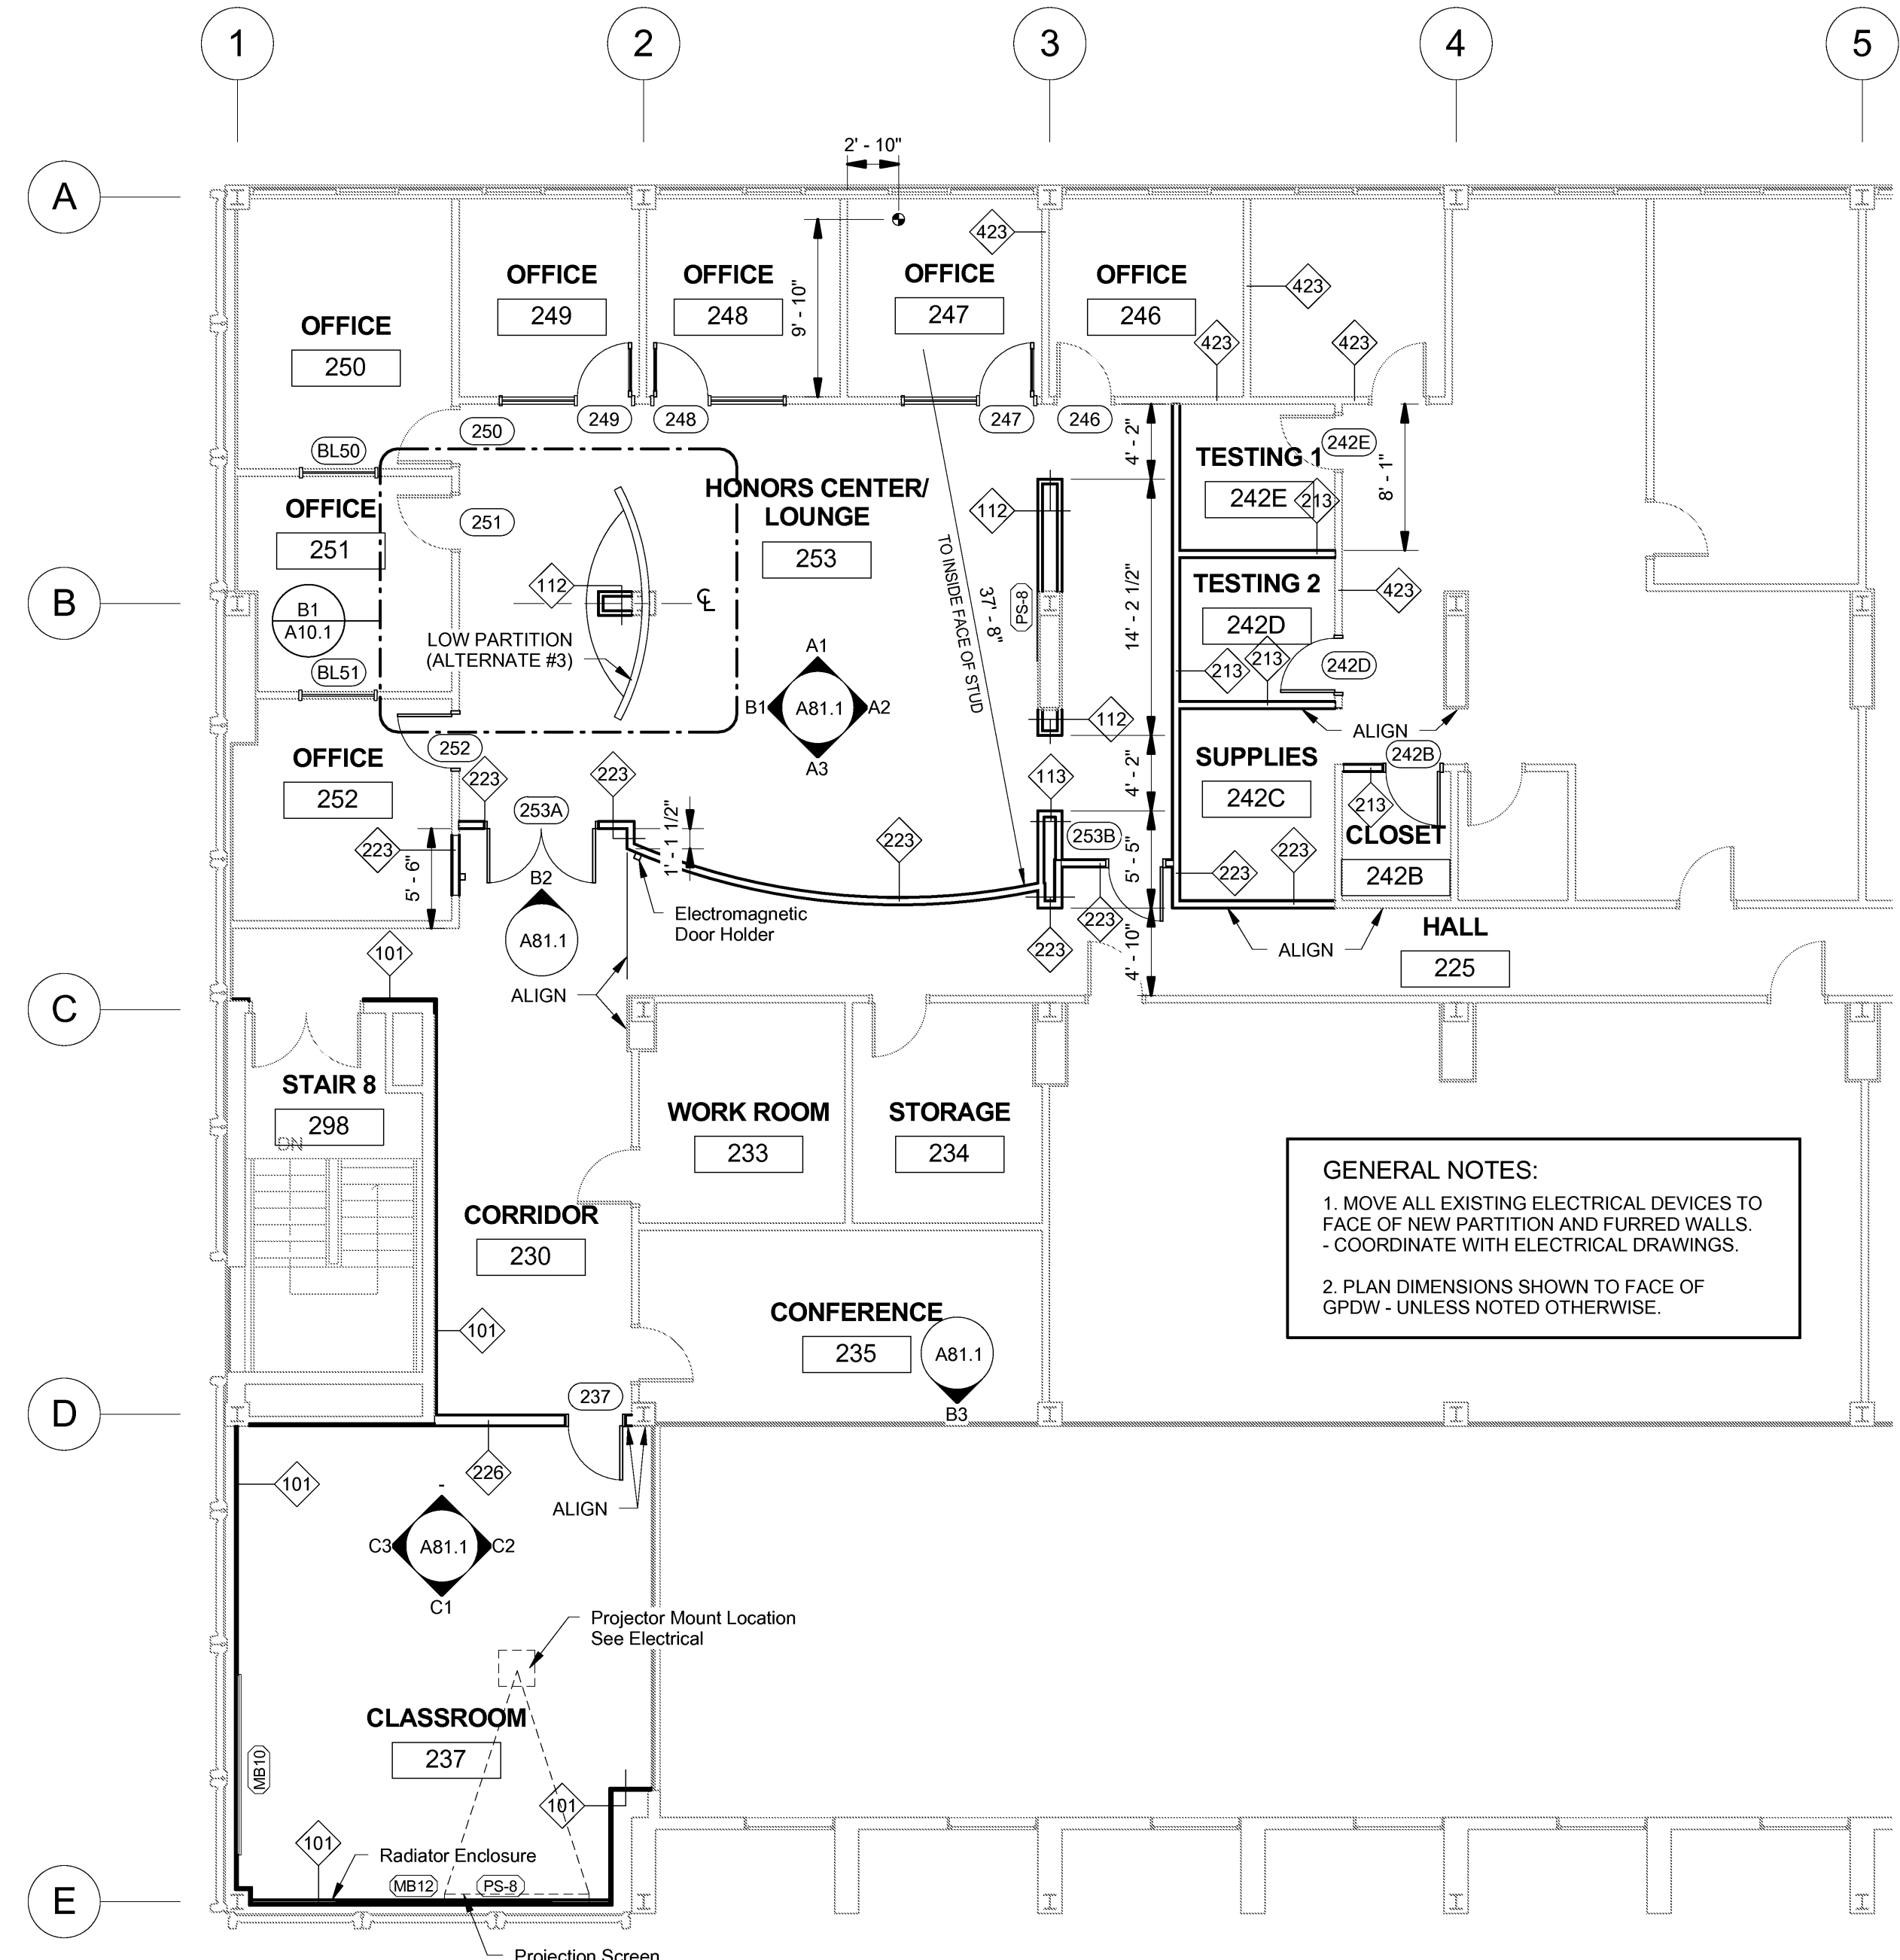 1
2
3
4
5
2' - 10"
A
423
OFFICE
249
OFFICE
248
9' - 10"
OFFICE
247
OFFICE
246
423
OFFICE
250
423
423
249
248
247
246
250
BL50
4' - 2"
TESTING 1
242E
242E
213
8' - 1"
HONORS CENTER/
LOUNGE
253
OFFICE
251
251
112
TO INSIDE FACE OF STUD
37' - 8"
PS-8
14' - 2 1/2"
B
112
CL
B1
A10.1
LOW PARTITION
(ALTERNATE #3)
BL51
TESTING 2
242D
423
213
213
242D
A1
B1
A81.1
A2
A3
112
ALIGN
OFFICE
252
252
223
223
113
4' - 2"
SUPPLIES
242C
242B
213
CLOSET
242B
253A
1' - 1 1/2"
223
223
5' - 6"
253B
5' - 5"
223
223
B2
A81.1
Electromagnetic
Door Holder
223
223
ALIGN
HALL
225
101
4' - 10"
ALIGN
C
STAIR 8
298
DN
WORK ROOM
233
STORAGE
234
GENERAL NOTES:
1. MOVE ALL EXISTING ELECTRICAL DEVICES TO
FACE OF NEW PARTITION AND FURRED WALLS.
- COORDINATE WITH ELECTRICAL DRAWINGS.
2. PLAN DIMENSIONS SHOWN TO FACE OF
GPDW - UNLESS NOTED OTHERWISE.
CORRIDOR
230
101
CONFERENCE
235
A81.1
B3
237
D
226
101
ALIGN
-
C3
A81.1
C2
C1
Projector Mount Location
See Electrical
CLASSROOM
237
MB10
101
101
Radiator Enclosure
MB12
PS-8
E
Projection Screen